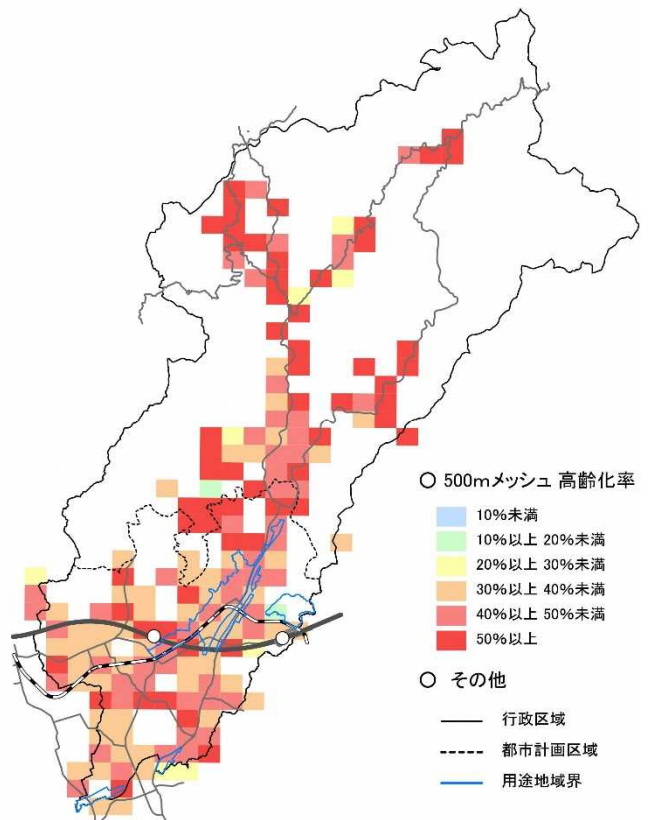 ○ 500mメッシュ 高齢化率
10%未満
10%以上 20%未満
20%以上 30%未満
30%以上 40%未満
40%以上 50%未満
50%以上
○ その他
行政区域
都市計画区域
用途地域界